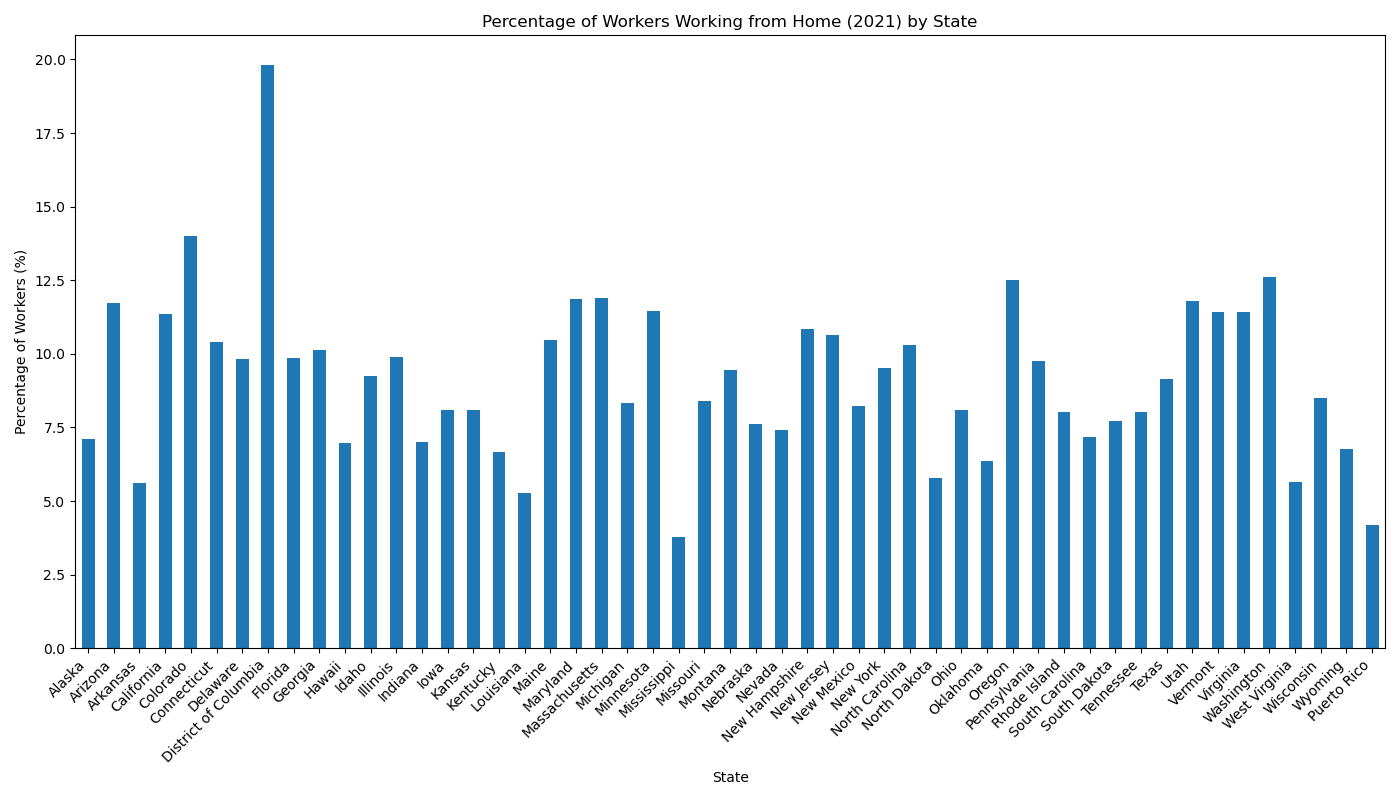 Percentage of Workers Working from Home (2021) by State
Percentage of Workers (%)
20.0
17.5
15.0
12.5
10.0
7.5
5.0
2.5
0.0
Alaska
Arizona
Arkansas
California
Colorado
Connecticut
Delaware
District of Columbia
Florida
Georgia
Hawaii
Idaho
Illinois
Indiana
Iowa
Kansas
Kentucky
Louisiana
Maine
Maryland
Massachusetts
Michigan
Minnesota
Mississippi
Missouri
Montana
Nebraska
Nevada
New Hampshire
New Jersey
New Mexico
New York
North Carolina
North Dakota
Ohio
Oklahoma
Oregon
Pennsylvania
Rhode Island
South Carolina
South Dakota
Tennessee
Texas
Utah
Vermont
Virginia
Washington
West Virginia
Wisconsin
Wyoming
Puerto Rico
State